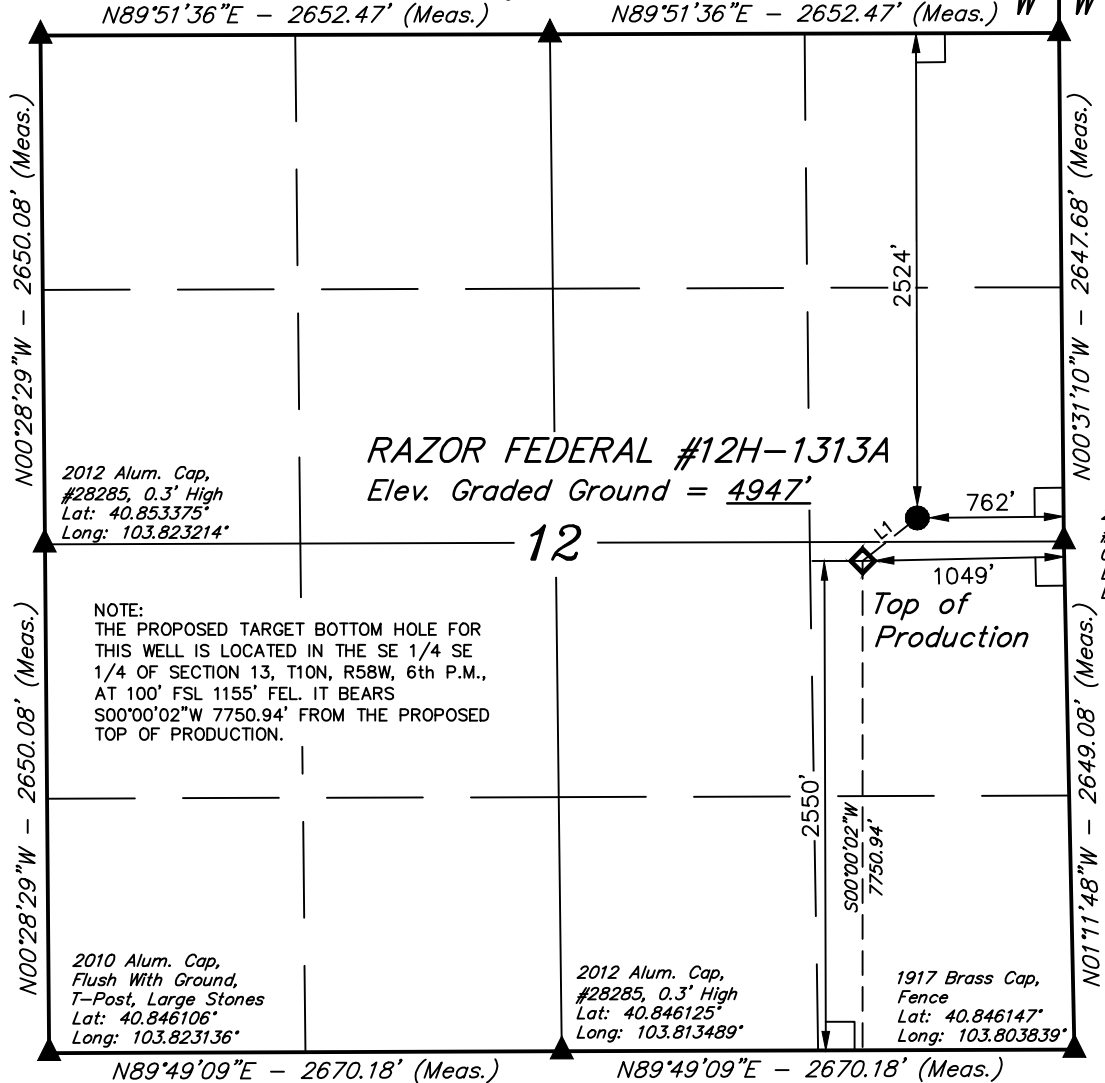 N89°51'36"E - 2652.47' (Meas.)
N89°51'36"E - 2652.47' (Meas.)
W
W
N00°28'29"W - 2650.08' (Meas.)
N00°31'10"W - 2647.68' (Meas.)
2524'
RAZOR FEDERAL #12H-1313A
Elev. Graded Ground = 4947'
2012 Alum. Cap,
#28285, 0.3' High
Lat: 40.853375°
Long: 103.823214°
762'
L1
12
1049'
Top of
Production
NOTE:
THE PROPOSED TARGET BOTTOM HOLE FOR
THIS WELL IS LOCATED IN THE SE 1/4 SE
1/4 OF SECTION 13, T10N, R58W, 6th P.M.,
AT 100' FSL 1155' FEL. IT BEARS
S00°00'02"W 7750.94' FROM THE PROPOSED
TOP OF PRODUCTION.
N00°28'29"W - 2650.08' (Meas.)
2550'
S00°00'02"W
7750.94'
N01°11'48"W - 2649.08' (Meas.)
2010 Alum. Cap,
Flush With Ground,
T-Post, Large Stones
Lat: 40.846106°
Long: 103.823136°
2012 Alum. Cap,
#28285, 0.3' High
Lat: 40.846125°
Long: 103.813489°
1917 Brass Cap,
Fence
Lat: 40.846147°
Long: 103.803839°
N89°49'09"E - 2670.18' (Meas.)
N89°49'09"E - 2670.18' (Meas.)